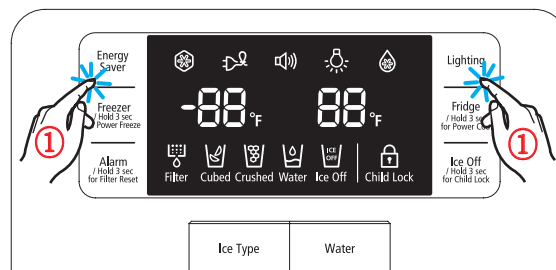 Energy
Saver
Lighting
-88°F
88°F
Freezer
/ Hold 3 sec
Power Freeze
Fridge
/ Hold 3 sec
for Power
①
①
Alarm
/ Hold 3 sec
for Filter Reset
ICE
OFF
Filter Cubed Crushed Water Ice Off Child Lock
Ice Off
/ Hold 3 sec
for Child Lock
Ice Type
Water